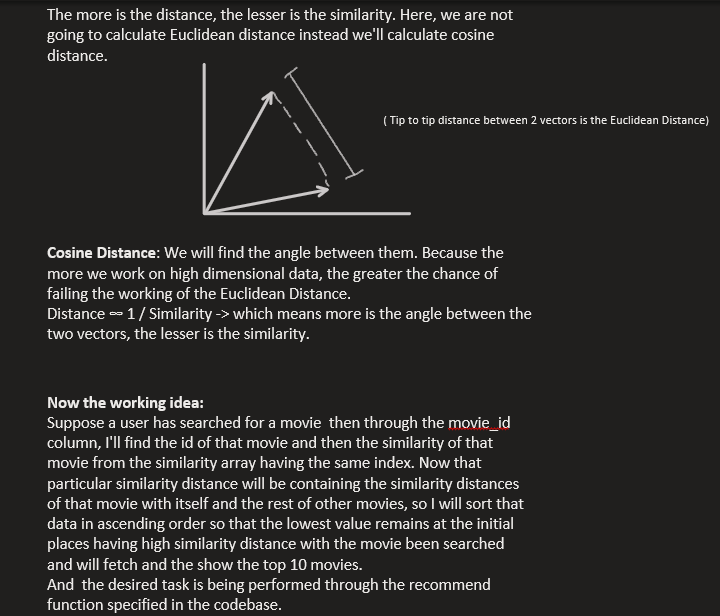 The more is the distance, the lesser is the similarity. Here, we are not
going to calculate Euclidean distance instead we'll calculate cosine
distance.
( Tip to tip distance between 2 vectors is the Euclidean Distance)
Cosine Distance: We will find the angle between them. Because the
more we work on high dimensional data, the greater the chance of
failing the working of the Euclidean Distance.
Distance ∞ 1 / Similarity -> which means more is the angle between the
two vectors, the lesser is the similarity.
Now the working idea:
Suppose a user has searched for a movie  then through the movie_id
column, I'll find the id of that movie and then the similarity of that
movie from the similarity array having the same index. Now that
particular similarity distance will be containing the similarity distances
of that movie with itself and the rest of other movies, so I will sort that
data in ascending order so that the lowest value remains at the initial
places having high similarity distance with the movie been searched
and will fetch and the show the top 10 movies.
And  the desired task is being performed through the recommend
function specified in the codebase.